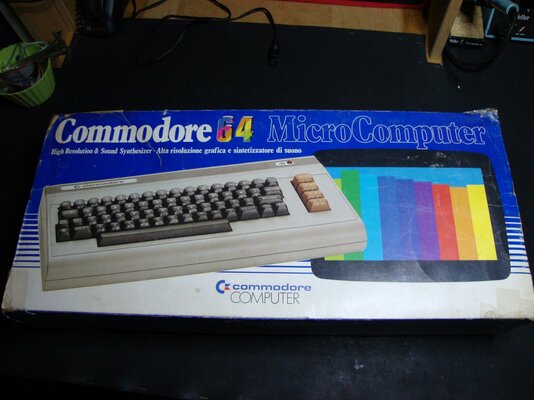 Commodore 64 MicroComputer
High Resolution & Sound Synthesizer · Alta risoluzione grafica e sintetizzatore di suono
commodore
COMPUTER